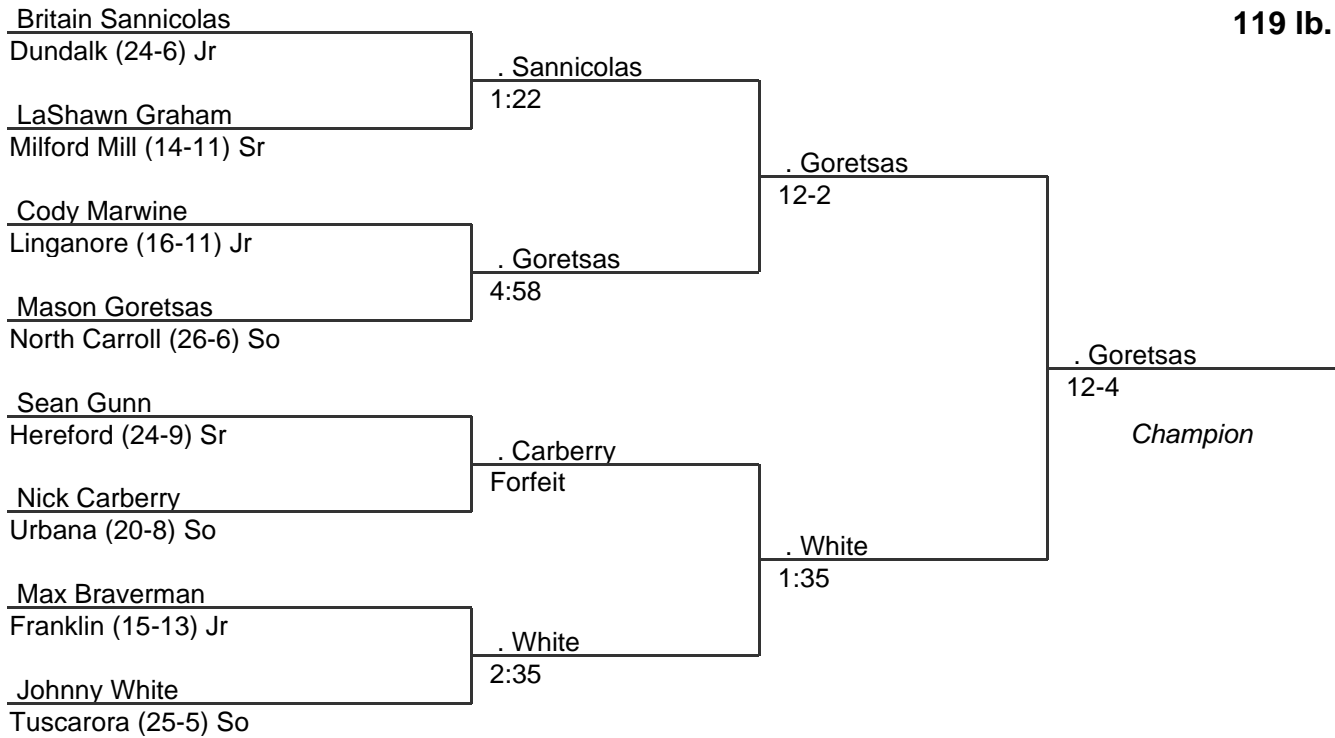 119 lb.
Britain Sannicolas
Dundalk (24-6) Jr
LaShawn Graham
Milford Mill (14-11) Sr
Cody Marwine
Linganore (16-11) Jr
Mason Goretsas
North Carroll (26-6) So
Sean Gunn
Hereford (24-9) Sr
Nick Carberry
Urbana (20-8) So
Max Braverman
Franklin (15-13) Jr
Johnny White
Tuscarora (25-5) So
. Sannicolas
1:22
. Goretsas
4:58
. Carberry
Forfeit
. White
2:35
. Goretsas
12-2
. White
1:35
. Goretsas
12-4
Champion